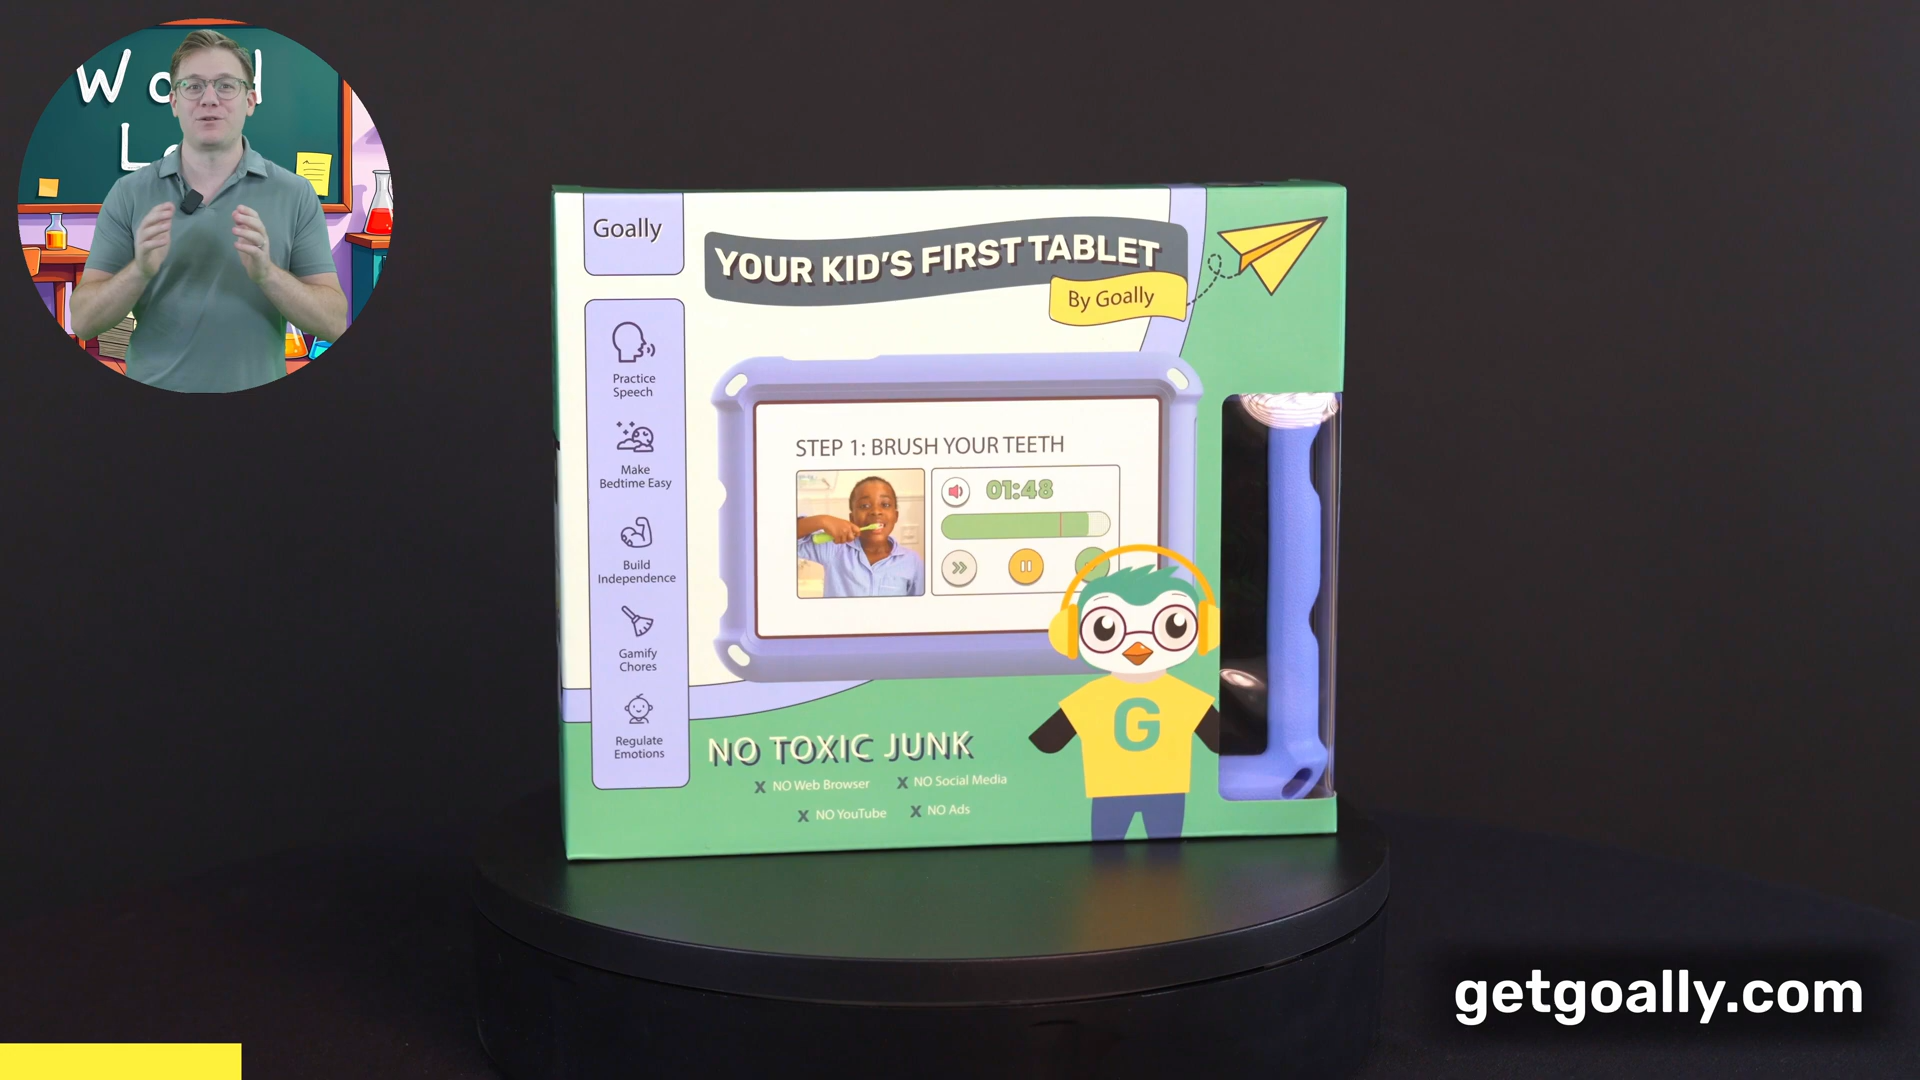 Goally
YOUR KID'S FIRST TABLET
By Goally
Practice
Speech
Make
Bedtime Easy
Build
Independence
Gamify
Chores
Regulate
Emotions
STEP 1: BRUSH YOUR TEETH
01:48
G
NO TOXIC JUNK
X NO Web Browser
X NO Social Media
X NO YouTube
X NO Ads
getgoally.com